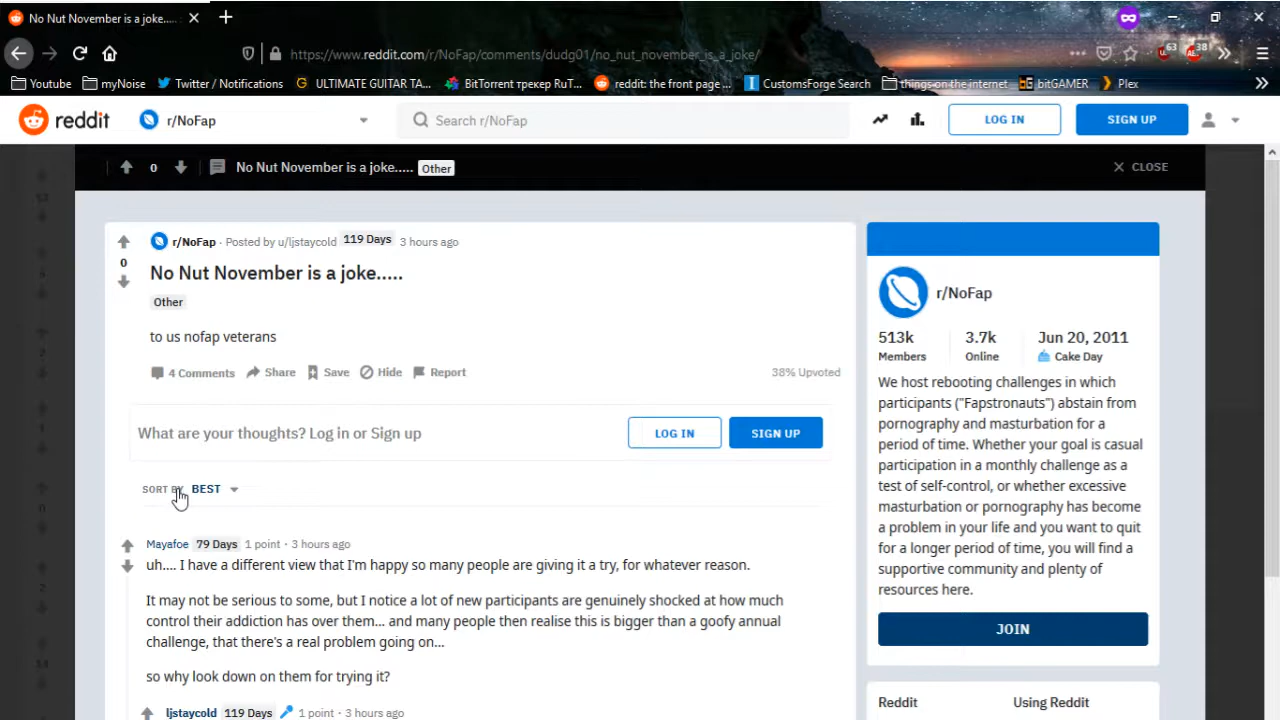 No Nut November is a joke.....
63
38
https://www.reddit.com/r/NoFap/comments/dudg01/no_nut_november_is_a_joke/
Youtube myNoise Twitter / Notifications G ULTIMATE GUITAR TA... BitTorrent трекер RuT... reddit: the front page ... CustomsForge Search things on the internet bitGAMER Plex
reddit r/NoFap Search r/NoFap LOG IN SIGN UP
0 No Nut November is a joke..... Other CLOSE
r/NoFap · Posted by u/ljstaycold 119 Days 3 hours ago
0
No Nut November is a joke.....
Other
to us nofap veterans
4 Comments Share Save Hide Report 38% Upvoted
What are your thoughts? Log in or Sign up LOG IN SIGN UP
SORT BY BEST
Mayafoe 79 Days 1 point · 3 hours ago
uh.... I have a different view that I'm happy so many people are giving it a try, for whatever reason.
It may not be serious to some, but I notice a lot of new participants are genuinely shocked at how much
control their addiction has over them... and many people then realise this is bigger than a goofy annual
challenge, that there's a real problem going on...
so why look down on them for trying it?
ljstaycold 119 Days 1 point · 3 hours ago
r/NoFap
513k 3.7k Jun 20, 2011
Members Online Cake Day
We host rebooting challenges in which
participants ("Fapstronauts") abstain from
pornography and masturbation for a
period of time. Whether your goal is casual
participation in a monthly challenge as a
test of self-control, or whether excessive
masturbation or pornography has become
a problem in your life and you want to quit
for a longer period of time, you will find a
supportive community and plenty of
resources here.
JOIN
Reddit Using Reddit